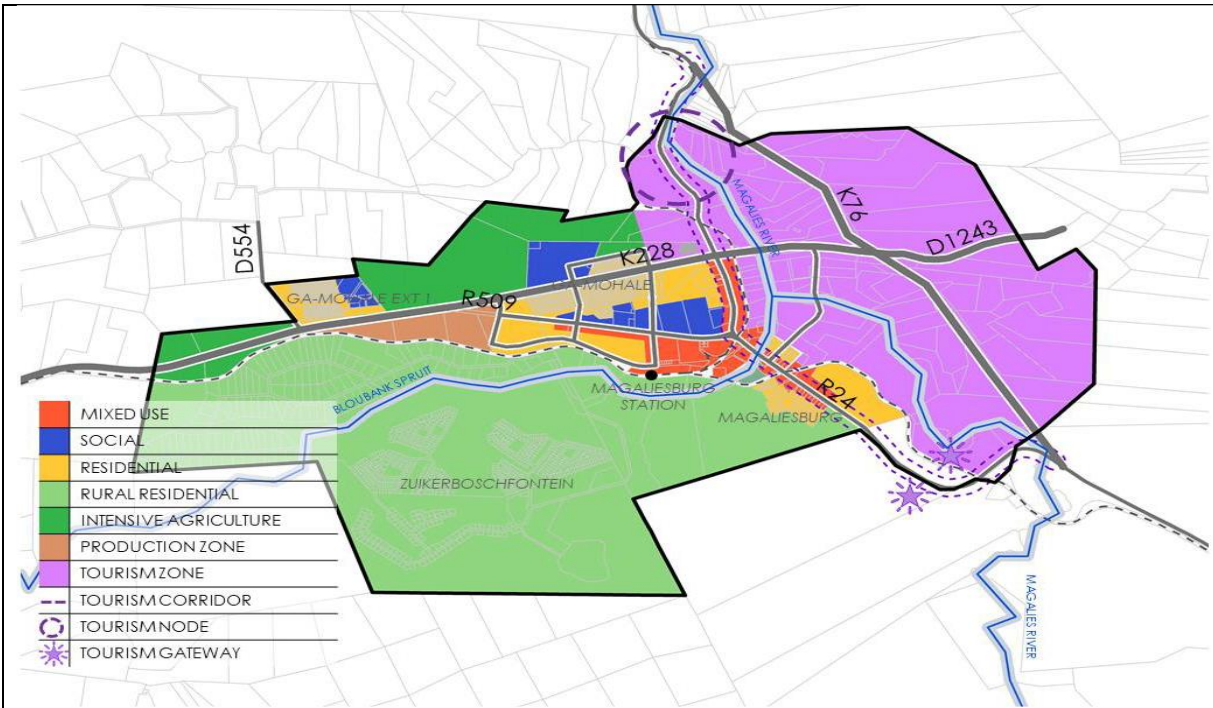 D554
K76
MAGALIES RIVER
D1243
K228
GA-MOHALE
GA-MOHALE EXT 1
R509
BLOUBANK SPRUIT
MAGALIESBURG
STATION
R24
MAGALIESBURG
ZUIKERBOSCHFONTEIN
MAGALIES RIVER
MIXED USE
SOCIAL
RESIDENTIAL
RURAL RESIDENTIAL
INTENSIVE AGRICULTURE
PRODUCTION ZONE
TOURISM ZONE
TOURISM CORRIDOR
TOURISM NODE
TOURISM GATEWAY